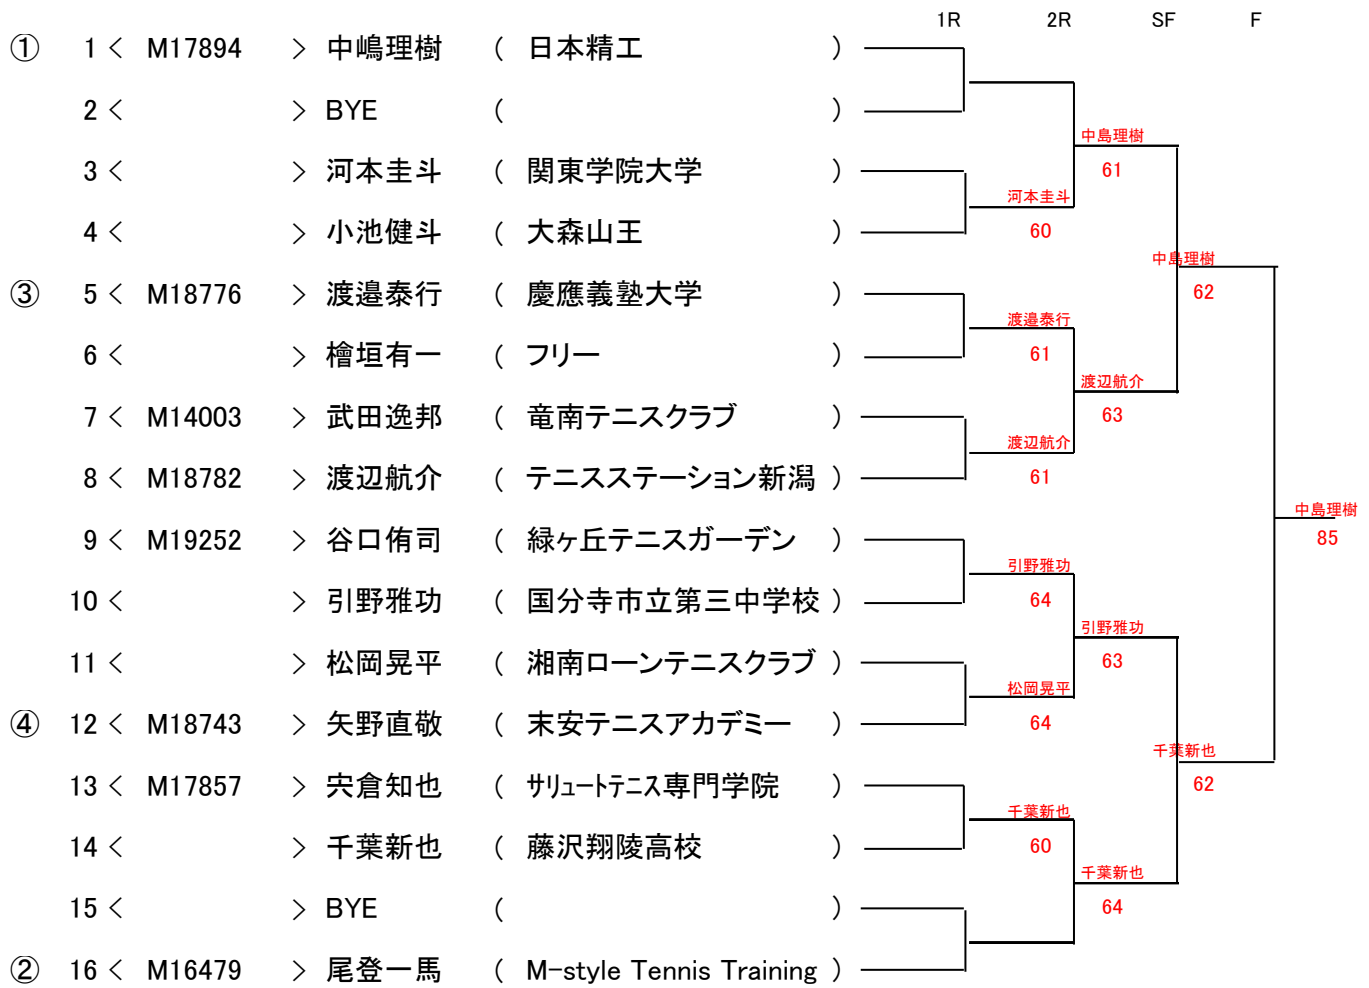 1R 2R SF F
① 1 < M17894 > 中嶋理樹 ( 日本精工 )
2 < > BYE ( )
中島理樹
61
3 < > 河本圭斗 ( 関東学院大学 )
河本圭斗
60
4 < > 小池健斗 ( 大森山王 )
中島理樹
62
③ 5 < M18776 > 渡邉泰行 ( 慶應義塾大学 )
渡邉泰行
61
6 < > 檜垣有一 ( フリー )
渡辺航介
63
7 < M14003 > 武田逸邦 ( 竜南テニスクラブ )
渡辺航介
61
8 < M18782 > 渡辺航介 ( テニスステーション新潟 )
中島理樹
85
9 < M19252 > 谷口侑司 ( 緑ヶ丘テニスガーデン )
引野雅功
64
10 < > 引野雅功 ( 国分寺市立第三中学校 )
引野雅功
63
11 < > 松岡晃平 ( 湘南ローンテニスクラブ )
松岡晃平
64
④ 12 < M18743 > 矢野直敬 ( 末安テニスアカデミー )
千葉新也
62
13 < M17857 > 宍倉知也 ( サリュートテニス専門学院 )
千葉新也
60
14 < > 千葉新也 ( 藤沢翔陵高校 )
千葉新也
64
15 < > BYE ( )
② 16 < M16479 > 尾登一馬 ( M-style Tennis Training )